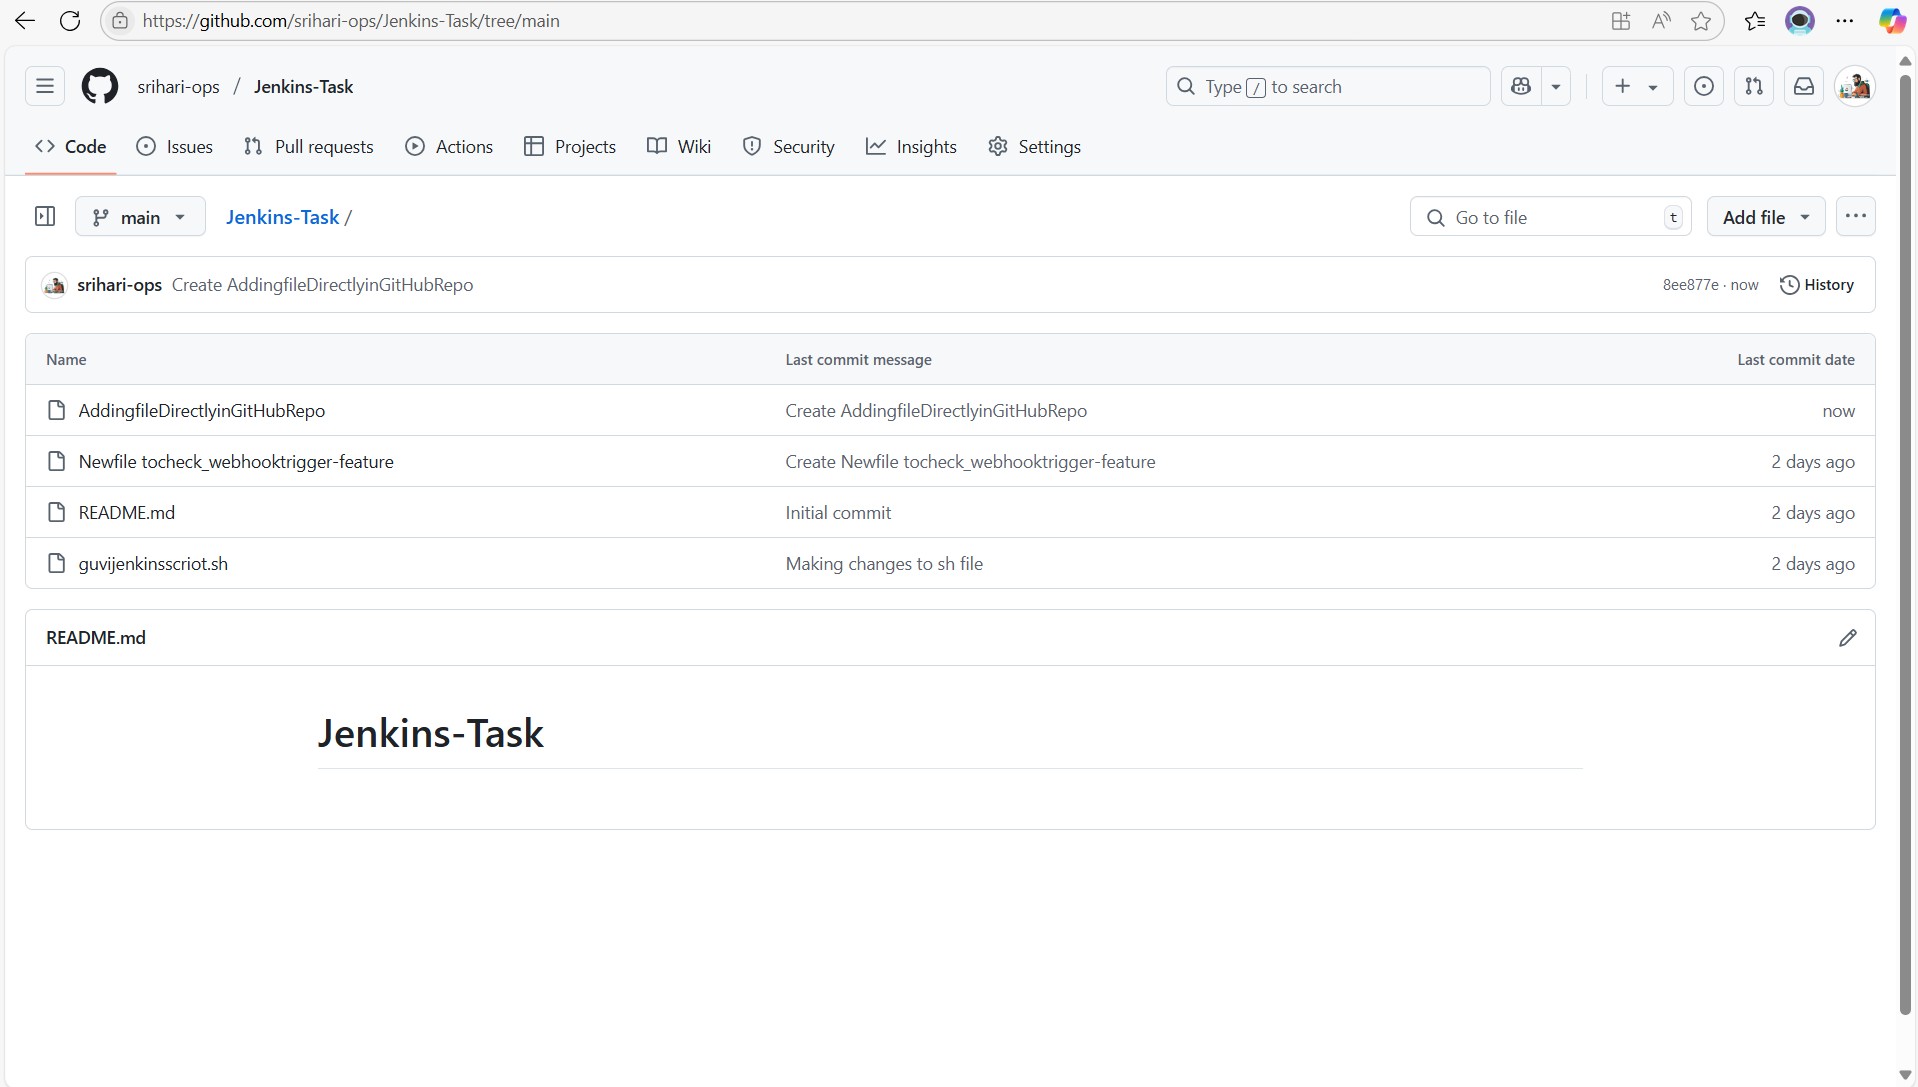 https://github.com/srihari-ops/Jenkins-Task/tree/main
srihari-ops / Jenkins-Task
Type / to search
Code Issues Pull requests Actions Projects Wiki Security Insights Settings
main Jenkins-Task / Go to file t Add file
srihari-ops Create AddingfileDirectlyinGitHubRepo 8ee877e · now History
Name Last commit message Last commit date
AddingfileDirectlyinGitHubRepo Create AddingfileDirectlyinGitHubRepo now
Newfile tocheck_webhooktrigger-feature Create Newfile tocheck_webhooktrigger-feature 2 days ago
README.md Initial commit 2 days ago
guvijenkinsscriot.sh Making changes to sh file 2 days ago
README.md
Jenkins-Task